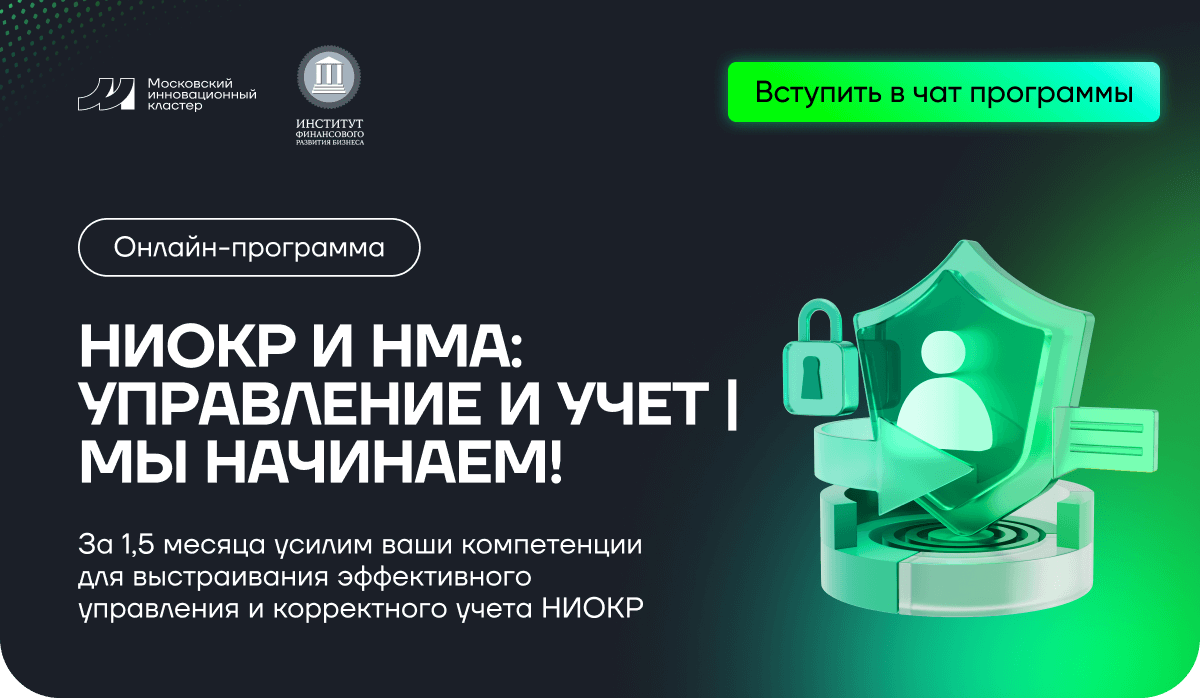 Московский
инновационный
кластер
ИНСТИТУТ
ФИНАНСОВОГО
РАЗВИТИЯ БИЗНЕСА
Вступить в чат программы
Онлайн-программа
НИОКР И НМА:
УПРАВЛЕНИЕ И УЧЕТ |
МЫ НАЧИНАЕМ!
За 1,5 месяца усилим ваши компетенции
для выстраивания эффективного
управления и корректного учета НИОКР